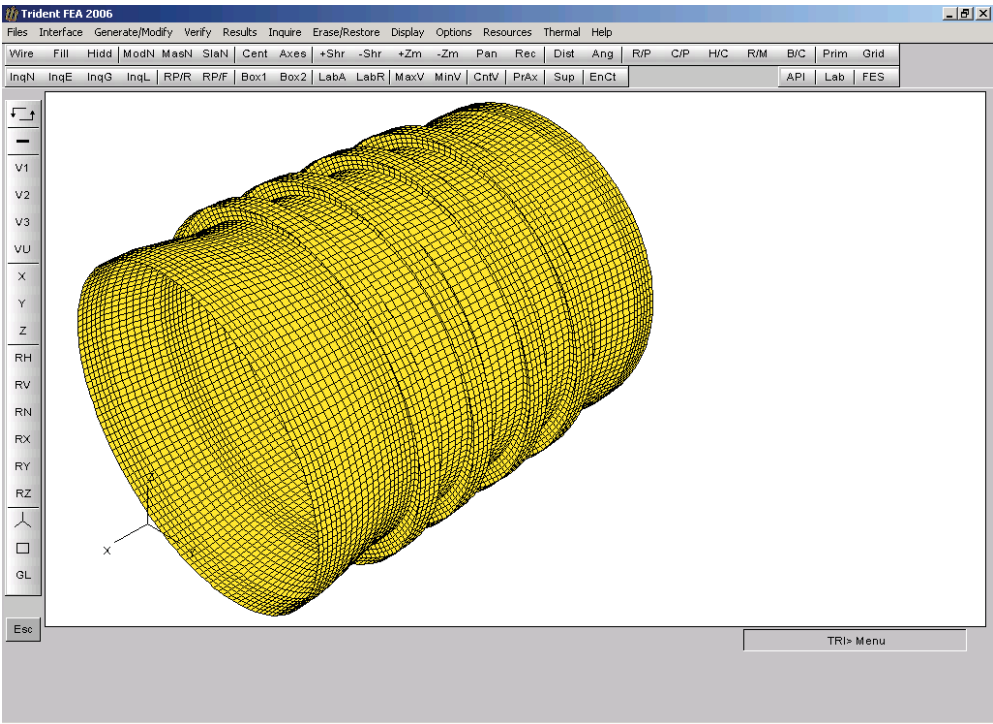 Trident FEA 2006
Files Interface Generate/Modify Verify Results Inquire Erase/Restore Display Options Resources Thermal Help
Wire Fill Hidd ModN MasN SlaN Cent Axes +Shr -Shr +Zm -Zm Pan Rec Dist Ang R/P C/P H/C R/M B/C Prim Grid
InqN InqE InqG InqL RP/R RP/F Box1 Box2 LabA LabR MaxV MinV CntV PrAx Sup EnCt API Lab FES
V1
V2
V3
VU
X
Y
Z
RH
RV
RN
RX
RY
RZ
X
GL
Esc
TRI> Menu